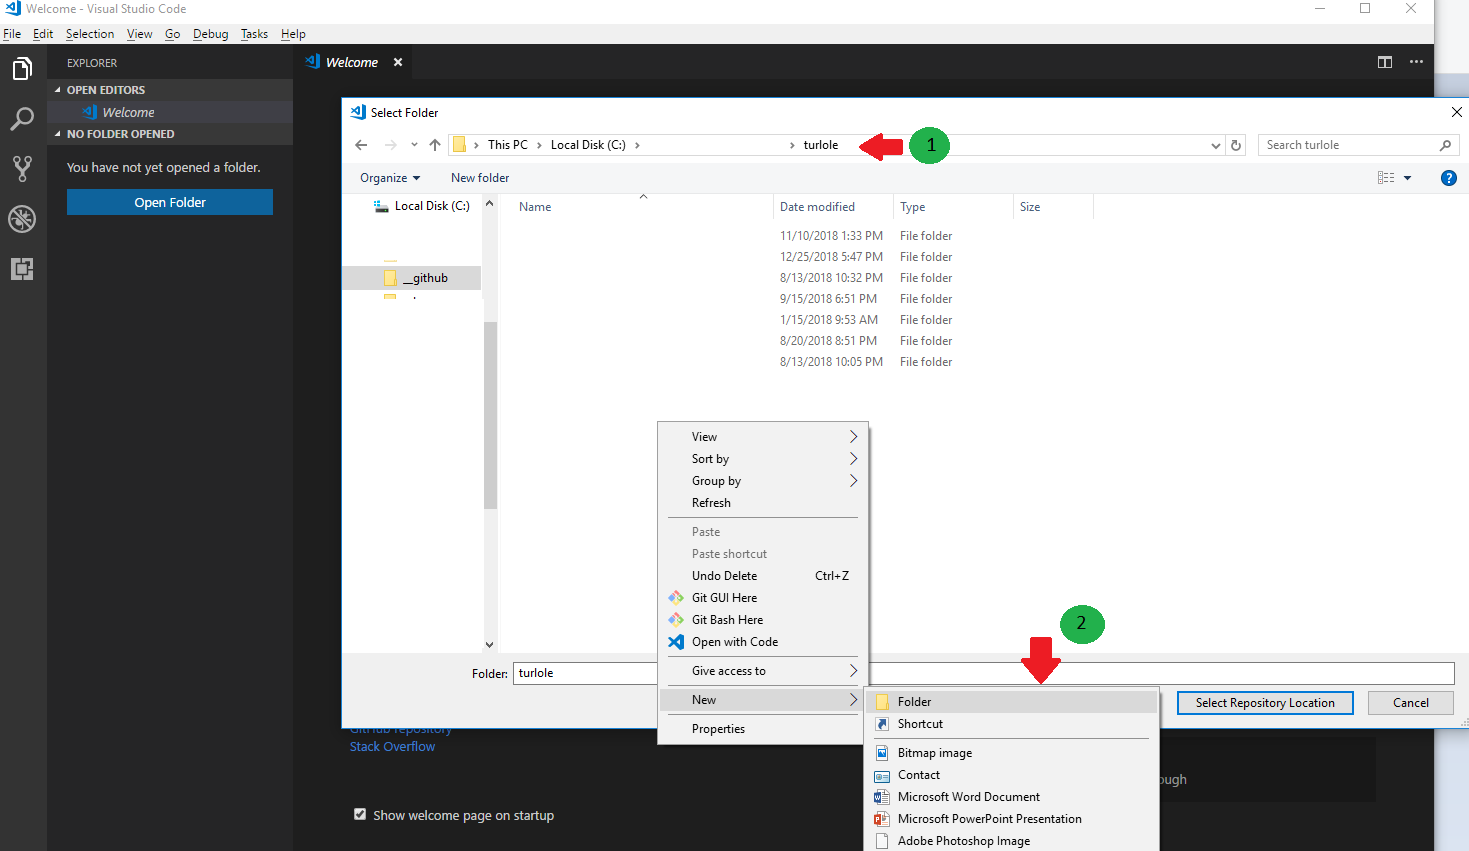 Welcome - Visual Studio Code
File Edit Selection View Go Debug Tasks Help
EXPLORER
OPEN EDITORS
Welcome
NO FOLDER OPENED
You have not yet opened a folder.
Open Folder
Welcome
Select Folder
This PC > Local Disk (C:) > > turlole
1
Search turlole
Organize New folder
Local Disk (C:)
__github
Name Date modified Type Size
11/10/2018 1:33 PM File folder
12/25/2018 5:47 PM File folder
8/13/2018 10:32 PM File folder
9/15/2018 6:51 PM File folder
1/15/2018 9:53 AM File folder
8/20/2018 8:51 PM File folder
8/13/2018 10:05 PM File folder
View
Sort by
Group by
Refresh
Paste
Paste shortcut
Undo Delete Ctrl+Z
Git GUI Here
Git Bash Here
Open with Code
Give access to
New
Properties
2
Folder: turlole
Folder
Shortcut
Bitmap image
Contact
Microsoft Word Document
Microsoft PowerPoint Presentation
Adobe Photoshop Image
Select Repository Location Cancel
GitHub repository
Stack Overflow
ough
Show welcome page on startup